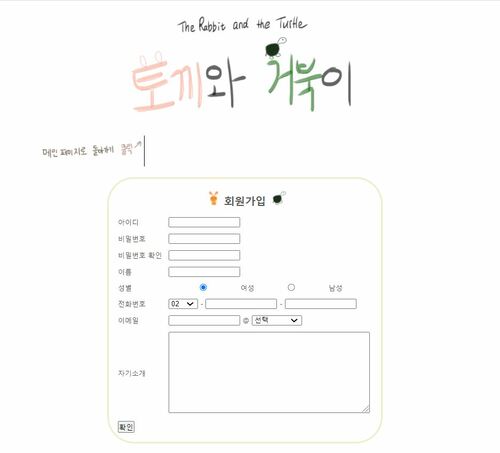 The Rabbit and the Turtle
토끼와 거북이
메인 페이지로 돌아가기 클릭
회원가입
아이디
비밀번호
비밀번호 확인
이름
성별 여성 남성
전화번호 02 - -
이메일 @ 선택
자기소개
확인